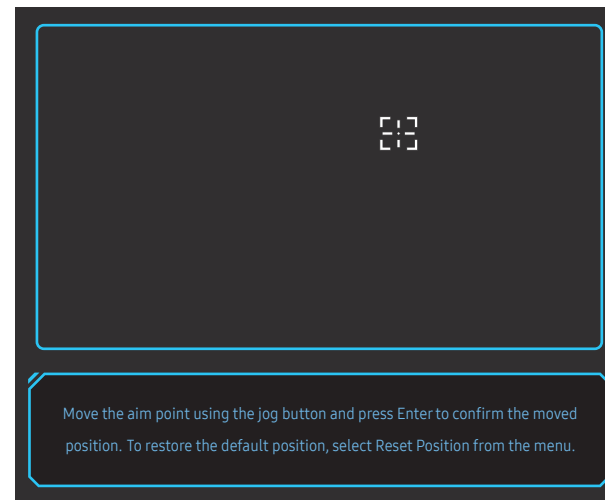 Move the aim point using the jog button and press Enter to confirm the moved
position. To restore the default position, select Reset Position from the menu.